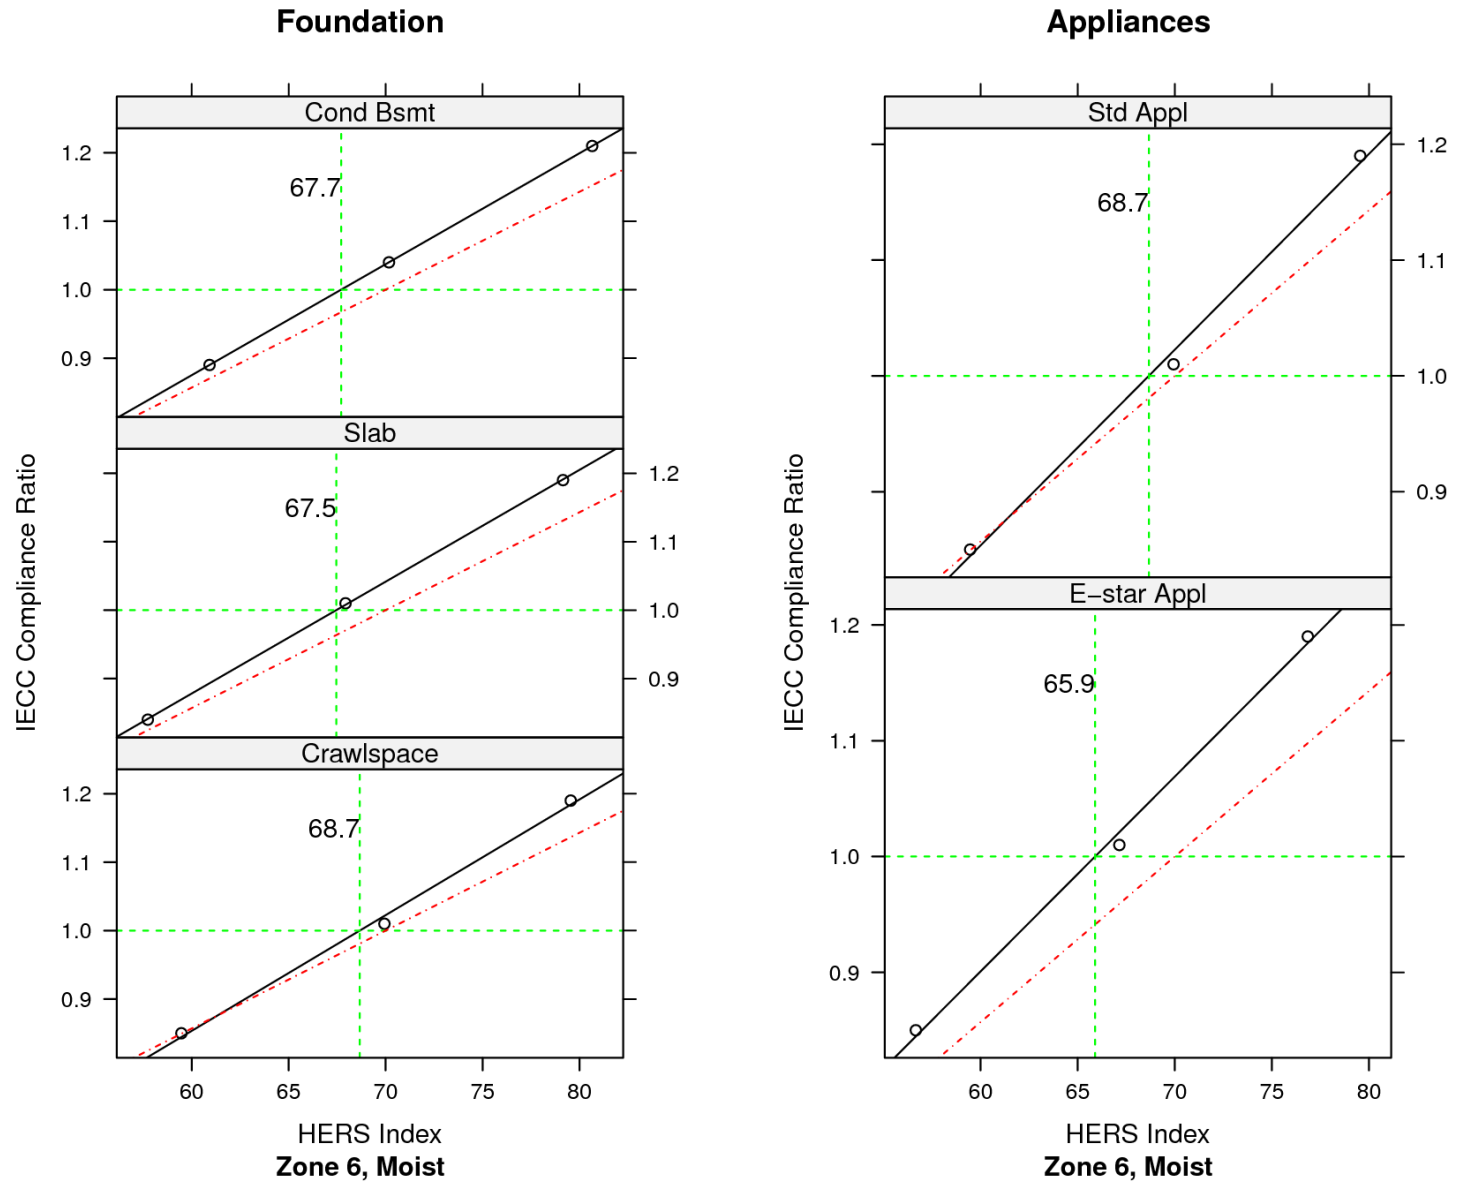 Foundation
Cond Bsmt
1.2
1.1
1.0
0.9
67.7
Slab
1.2
1.1
1.0
0.9
67.5
Crawlspace
1.2
1.1
1.0
0.9
68.7
IECC Compliance Ratio
60 65 70 75 80
HERS Index
Zone 6, Moist
Appliances
Std Appl
1.2
1.1
1.0
0.9
68.7
E−star Appl
1.2
1.1
1.0
0.9
65.9
IECC Compliance Ratio
60 65 70 75 80
HERS Index
Zone 6, Moist